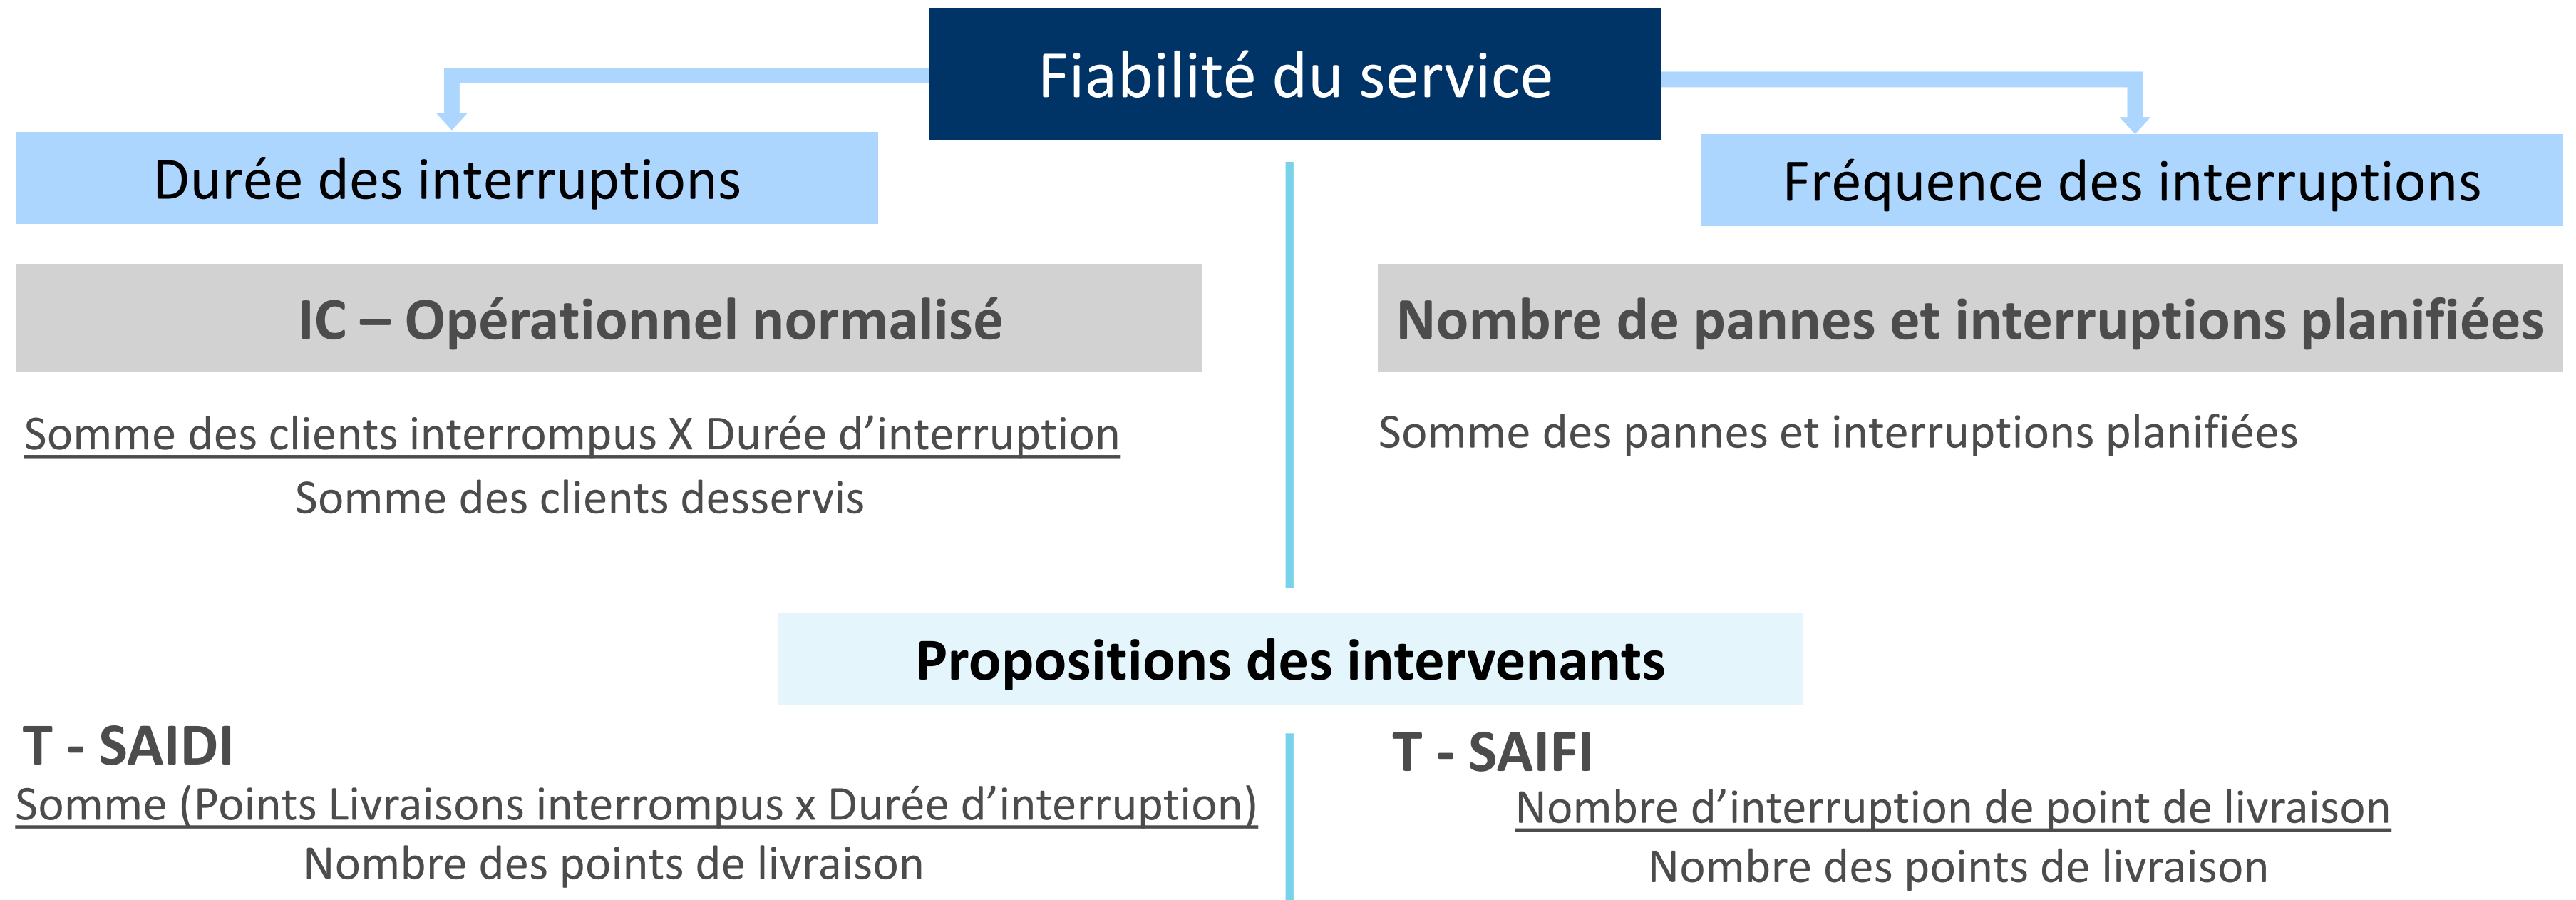 Fiabilité du service
Durée des interruptions
Fréquence des interruptions
IC – Opérationnel normalisé
Nombre de pannes et interruptions planifiées
Somme des clients interrompus X Durée d’interruption
Somme des clients desservis
Somme des pannes et interruptions planifiées
Propositions des intervenants
T - SAIDI
Somme (Points Livraisons interrompus x Durée d’interruption)
Nombre des points de livraison
T - SAIFI
Nombre d’interruption de point de livraison
Nombre des points de livraison